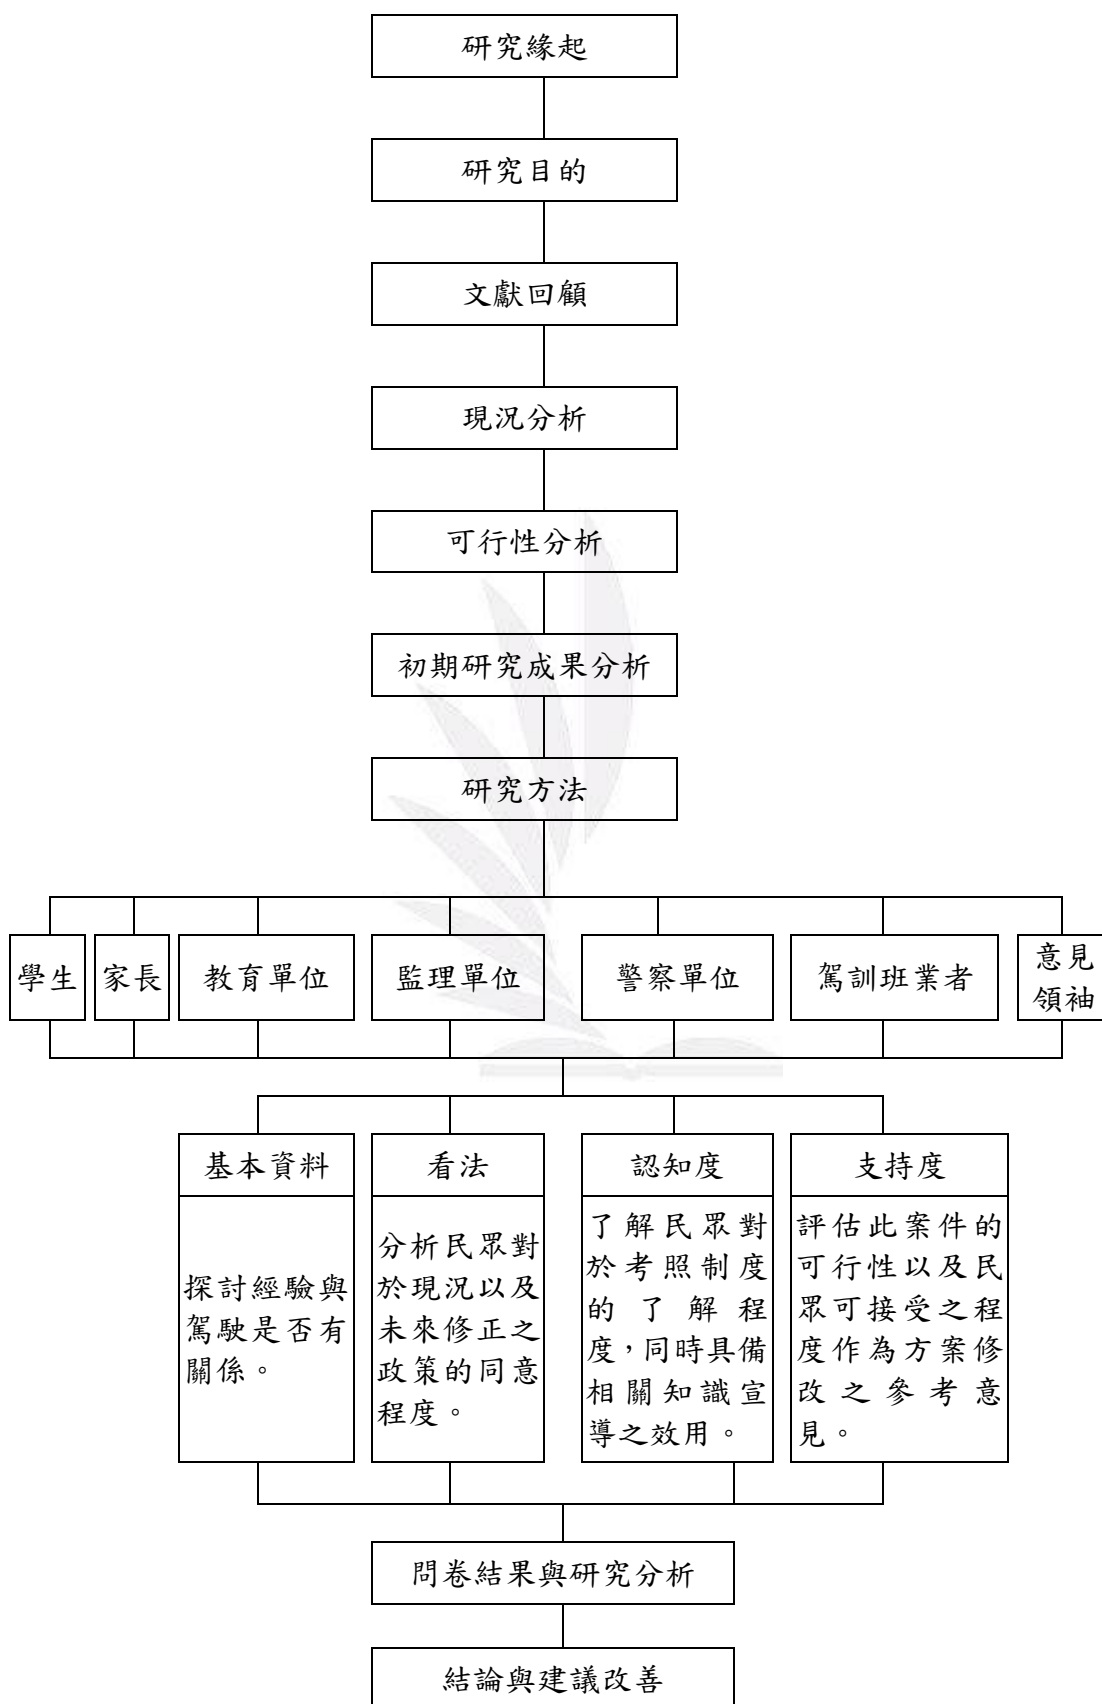 研究緣起
研究目的
文獻回顧
現況分析
可行性分析
初期研究成果分析
研究方法
學生
家長
教育單位
監理單位
警察單位
駕訓班業者
意見
領袖
基本資料
探討經驗與
駕駛是否有
關係。
看法
分析民眾對
於現況以及
未來修正之
政策的同意
程度。
認知度
了解民眾對
於考照制度
的了解程
度，同時具備
相關知識宣
導之效用。
支持度
評估此案件的
可行性以及民
眾可接受之程
度作為方案修
改之參考意
見。
問卷結果與研究分析
結論與建議改善